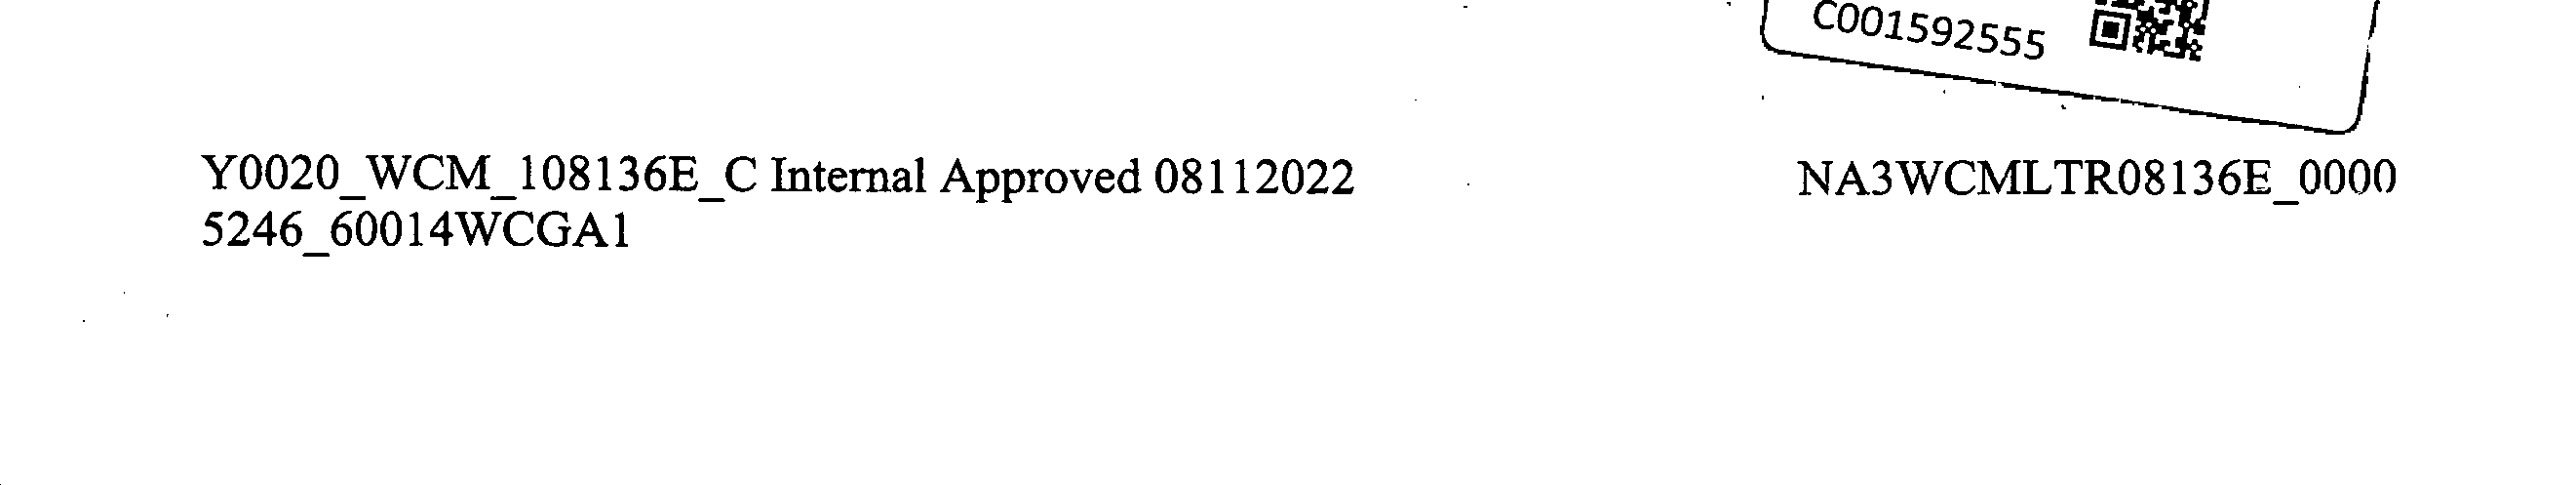 C001592555
Y0020_WCM_108136E_C Internal Approved 08112022 NA3WCMLTR08136E_0000
5246_60014WCGA1